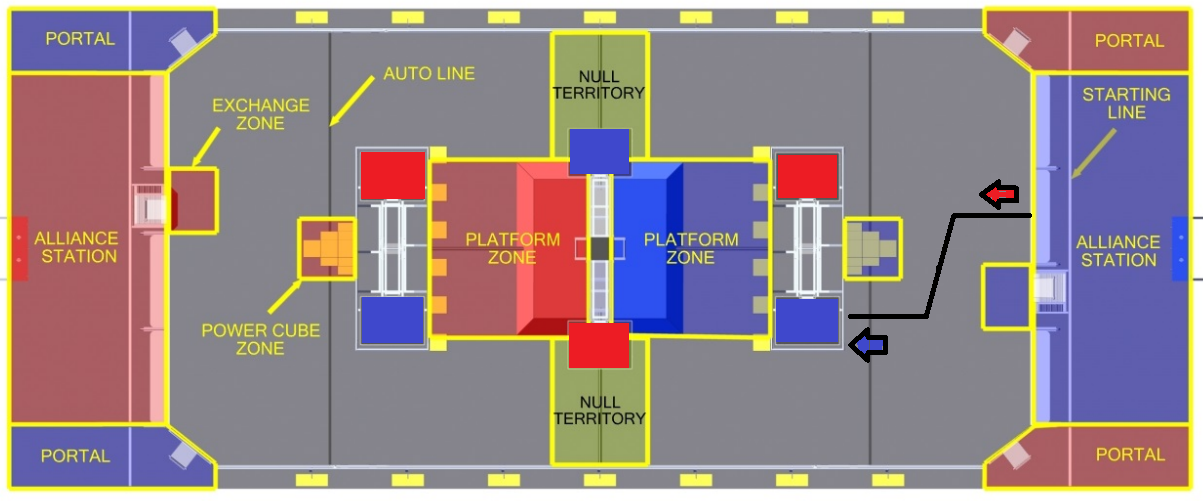 PORTAL
AUTO LINE
NULL
TERRITORY
PORTAL
EXCHANGE
ZONE
STARTING
LINE
ALLIANCE
STATION
PLATFORM
ZONE
PLATFORM
ZONE
ALLIANCE
STATION
POWER CUBE
ZONE
NULL
TERRITORY
PORTAL
PORTAL